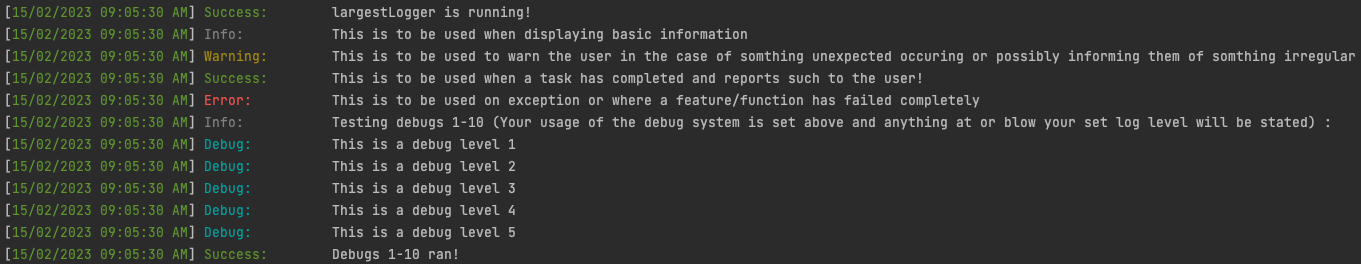 [15/02/2023 09:05:30 AM] Success: largestLogger is running!
[15/02/2023 09:05:30 AM] Info: This is to be used when displaying basic information
[15/02/2023 09:05:30 AM] Warning: This is to be used to warn the user in the case of somthing unexpected occuring or possibly informing them of somthing irregular
[15/02/2023 09:05:30 AM] Success: This is to be used when a task has completed and reports such to the user!
[15/02/2023 09:05:30 AM] Error: This is to be used on exception or where a feature/function has failed completely
[15/02/2023 09:05:30 AM] Info: Testing debugs 1-10 (Your usage of the debug system is set above and anything at or blow your set log level will be stated) :
[15/02/2023 09:05:30 AM] Debug: This is a debug level 1
[15/02/2023 09:05:30 AM] Debug: This is a debug level 2
[15/02/2023 09:05:30 AM] Debug: This is a debug level 3
[15/02/2023 09:05:30 AM] Debug: This is a debug level 4
[15/02/2023 09:05:30 AM] Debug: This is a debug level 5
[15/02/2023 09:05:30 AM] Success: Debugs 1-10 ran!